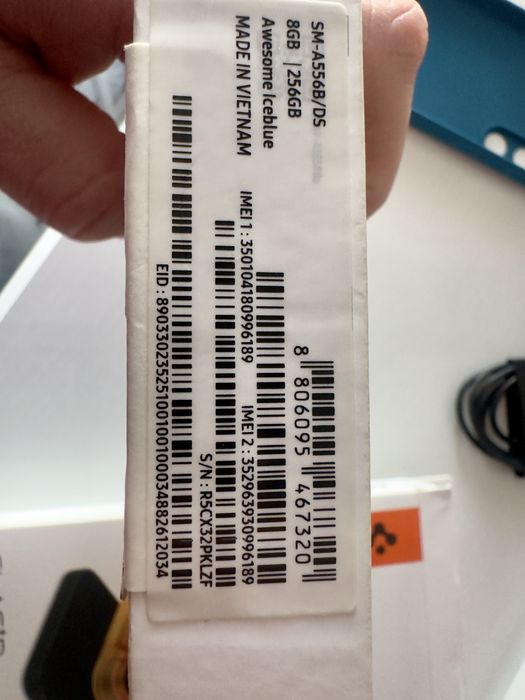 SM-A556B/DS
8GB | 256GB
Awesome Iceblue
MADE IN VIETNAM
8 806095 467320
IMEI 1 : 350104180996189
IMEI 2 : 352963930996189
S/N : R5CX32PKLZF
EID : 89033023525100100100034882612034